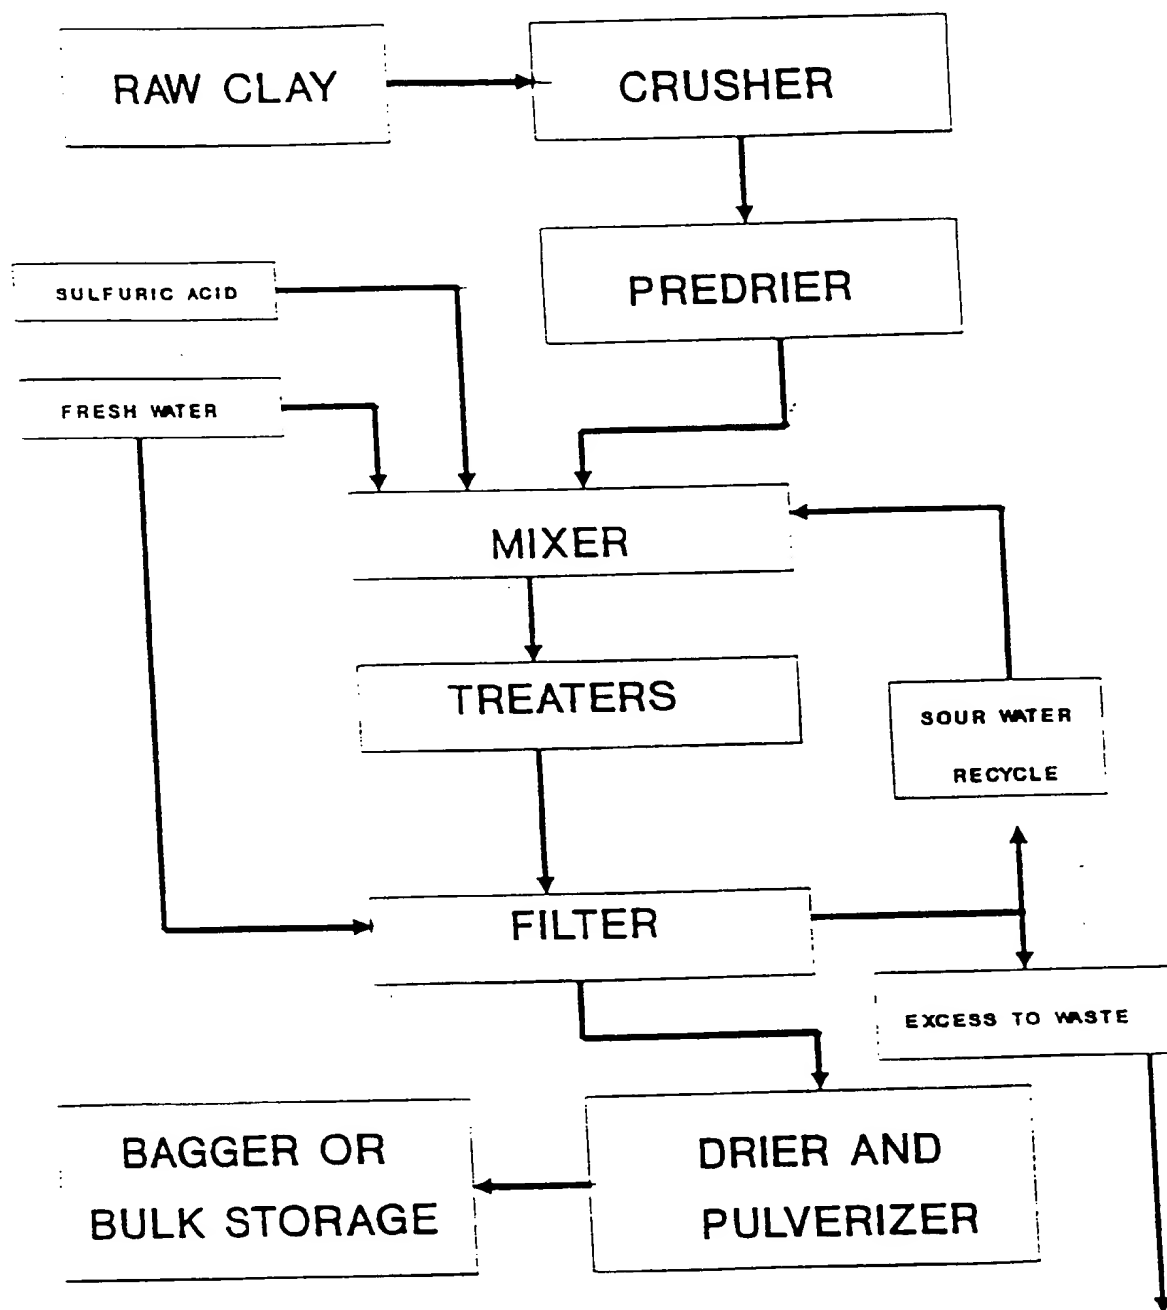 RAW CLAY
CRUSHER
PREDRIER
SULFURIC ACID
FRESH WATER
MIXER
TREATERS
SOUR WATER
RECYCLE
FILTER
EXCESS TO WASTE
BAGGER OR
BULK STORAGE
DRIER AND
PULVERIZER